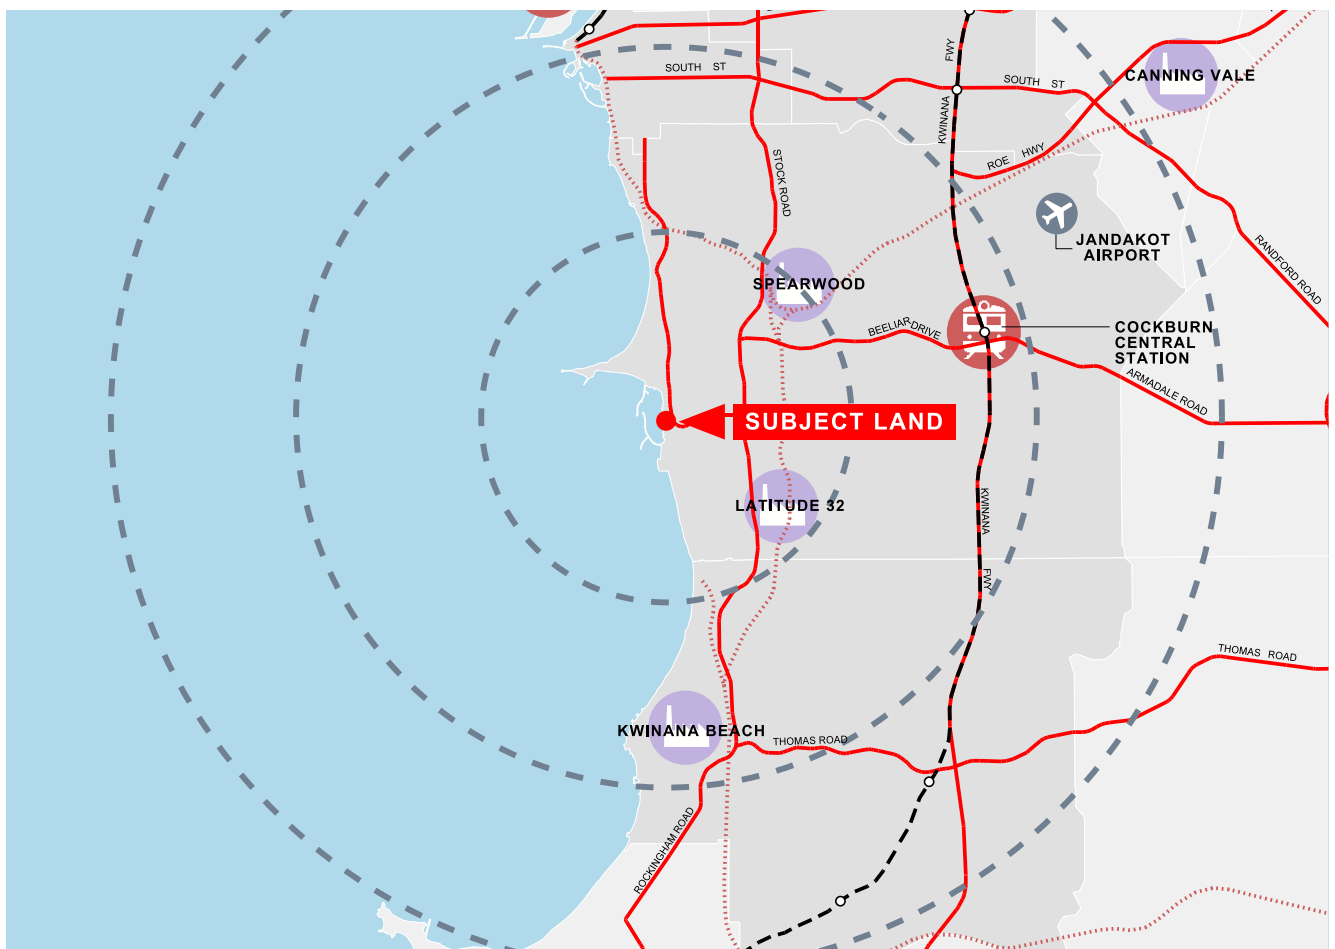 SOUTH ST
FWY
KWINANA
SOUTH ST
CANNING VALE
ROE HWY
STOCK ROAD
JANDAKOT
AIRPORT
RANDFORD ROAD
SPEARWOOD
BEELIAR DRIVE
COCKBURN
CENTRAL
STATION
ARMADALE ROAD
SUBJECT LAND
LATITUDE 32
KWINANA
FWY
THOMAS ROAD
KWINANA BEACH
THOMAS ROAD
ROCKINGHAM ROAD